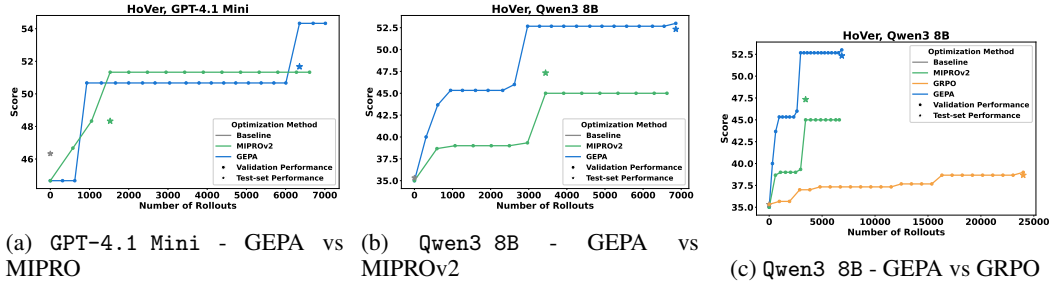 HoVer, GPT-4.1 Mini
54
52
50
48
46
Score
0 1000 2000 3000 4000 5000 6000 7000
Number of Rollouts
Optimization Method
Baseline
MIPROv2
GEPA
Validation Performance
Test-set Performance
(a) GPT-4.1 Mini - GEPA vs
MIPRO
HoVer, Qwen3 8B
52.5
50.0
47.5
45.0
42.5
40.0
37.5
35.0
Score
0 1000 2000 3000 4000 5000 6000 7000
Number of Rollouts
Optimization Method
Baseline
MIPROv2
GEPA
Validation Performance
Test-set Performance
(b) Qwen3 8B - GEPA vs
MIPROv2
HoVer, Qwen3 8B
52.5
50.0
47.5
45.0
42.5
40.0
37.5
35.0
Score
0 5000 10000 15000 20000 25000
Number of Rollouts
Optimization Method
Baseline
MIPROv2
GRPO
GEPA
Validation Performance
Test-set Performance
(c) Qwen3 8B - GEPA vs GRPO